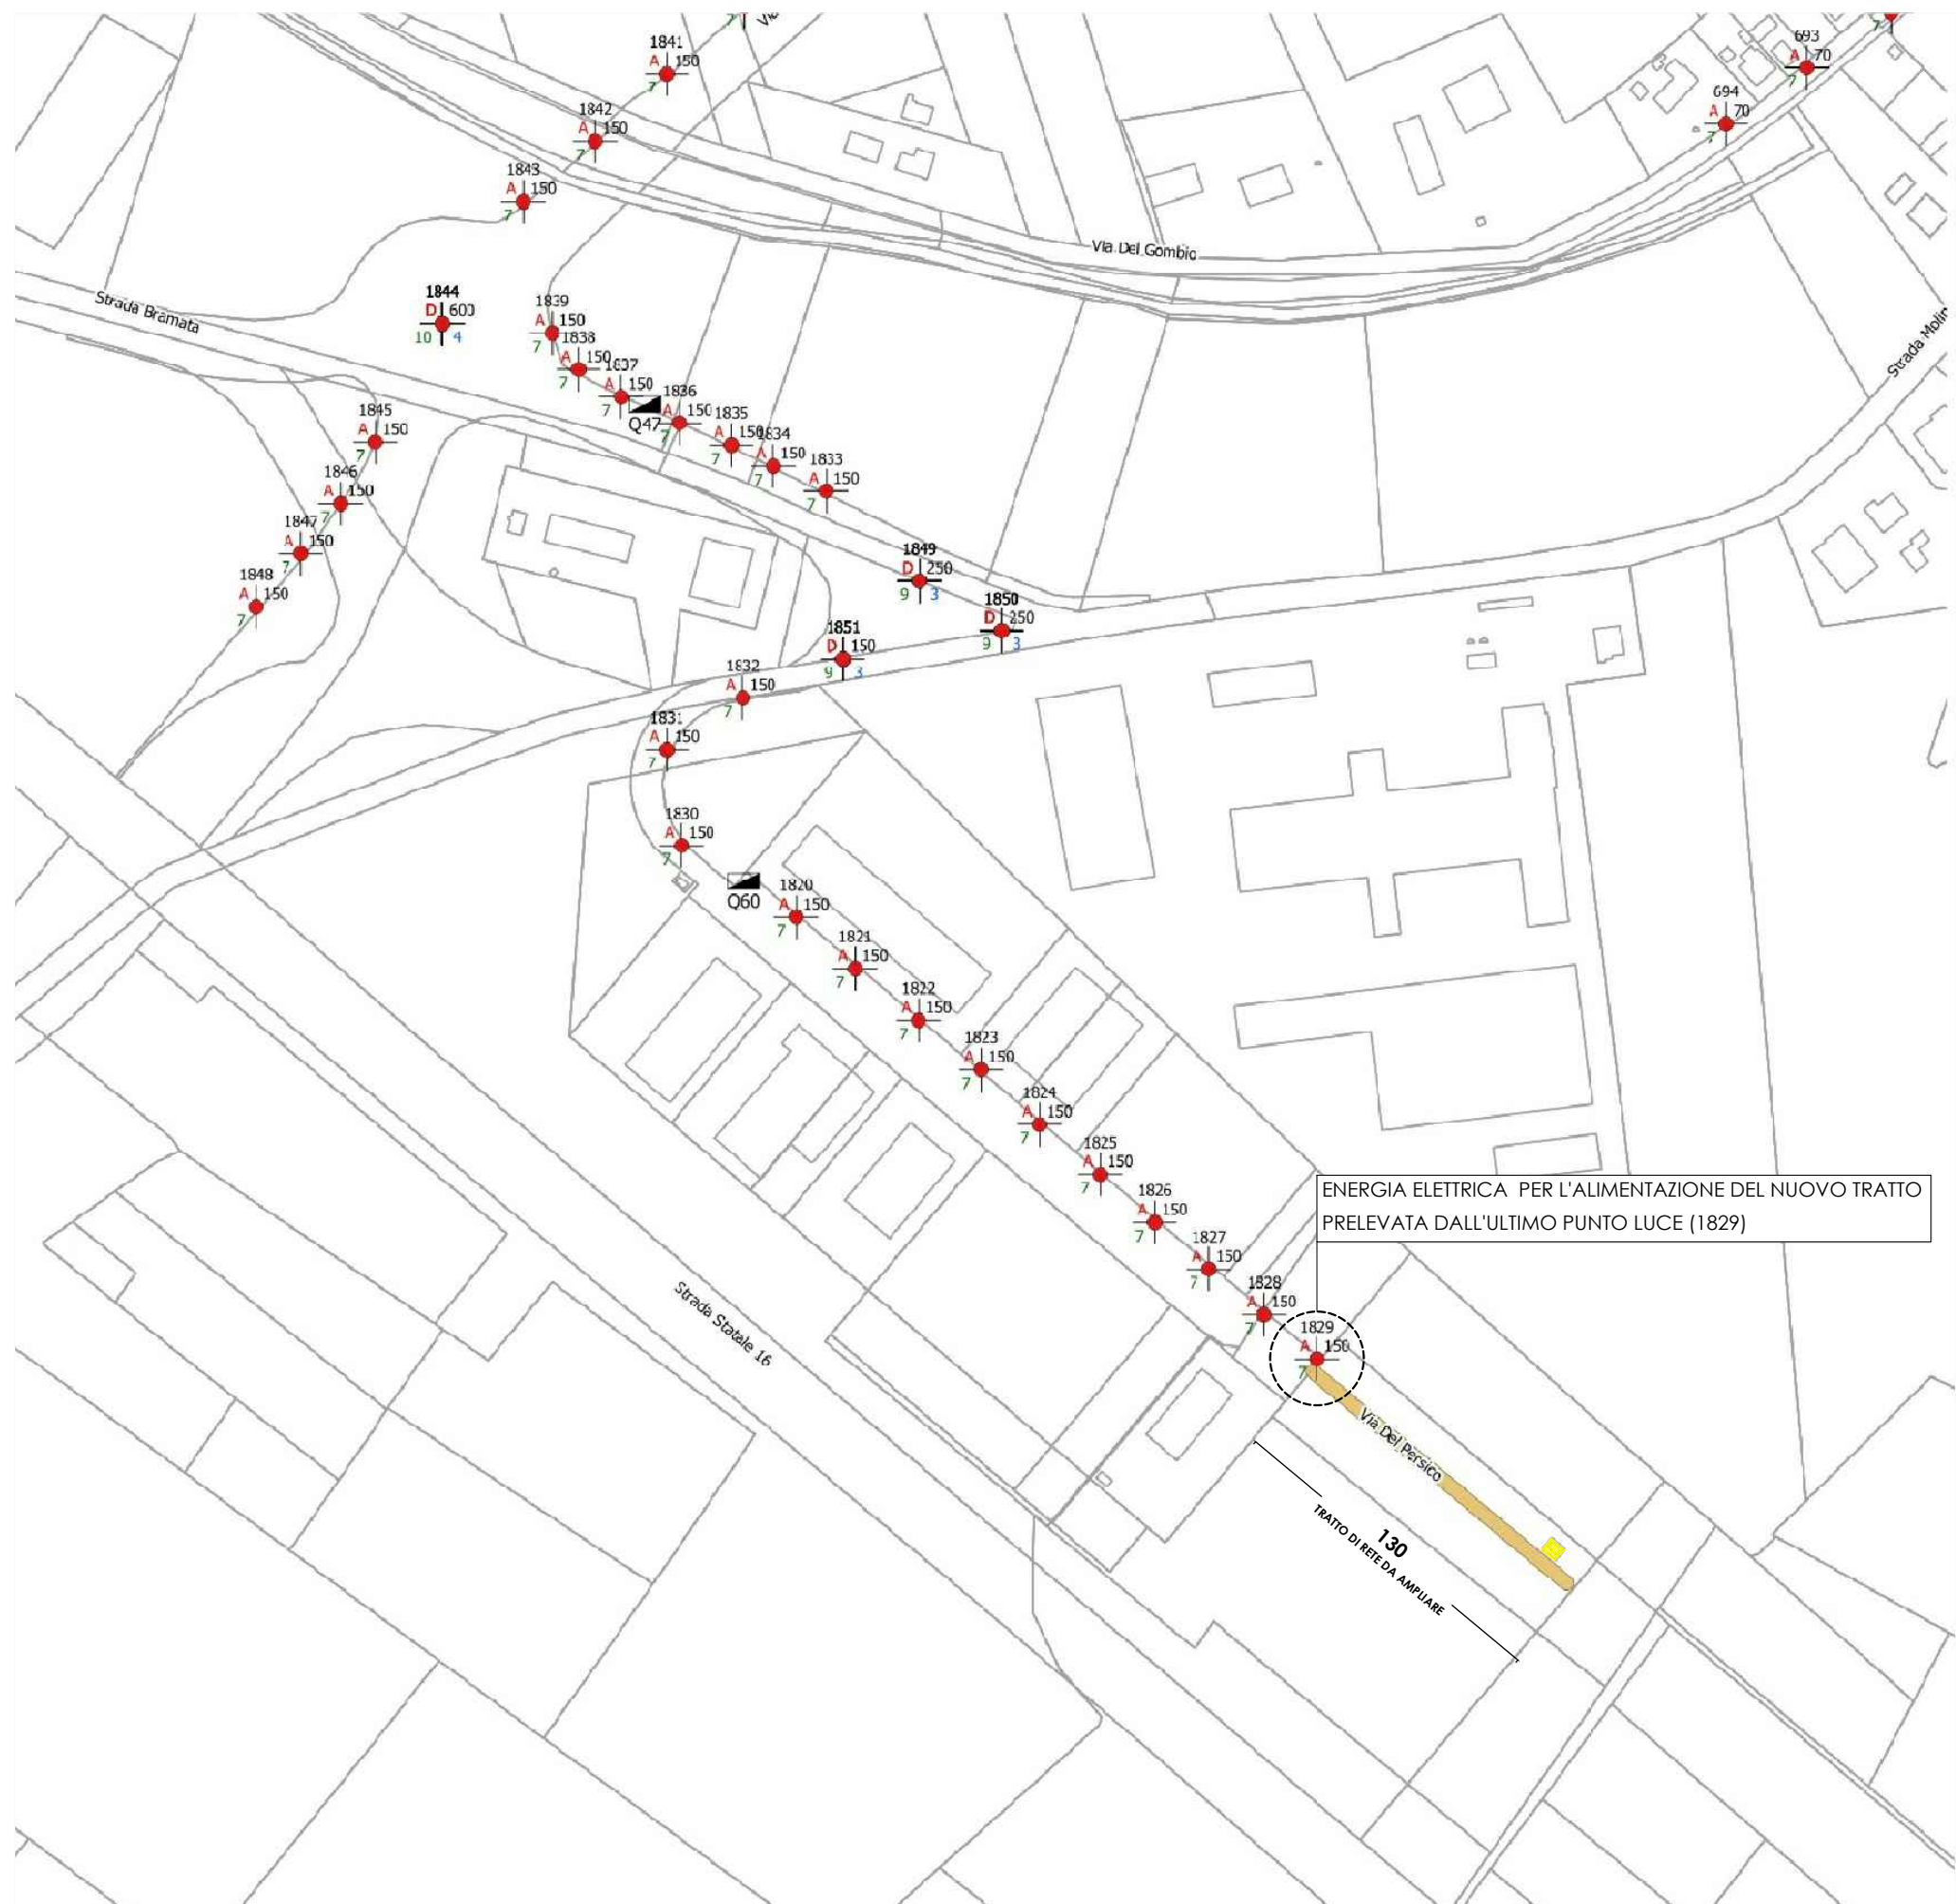 1841
A 150
7
7
693
A 70
7
7
694
A 70
7
1842
A 150
7
1843
A 150
7
Via Del Gombio
Strada Bramata
1844
D 600
10 4
1839
A 150
7
1838
A 150
7
1837
A 150
7
Q47
1836
A 150
7
1835
A 150
7
1834
A 150
7
1833
A 150
7
1845
A 150
7
1846
A 150
7
1847
A 150
7
1848
A 150
7
1849
D 250
9 3
1850
D 250
9 3
1851
D 150
9 3
1832
A 150
7
1831
A 150
7
1830
A 150
7
Q60
1820
A 150
7
1821
A 150
7
1822
A 150
7
1823
A 150
7
1824
A 150
7
1825
A 150
7
1826
A 150
7
1827
A 150
7
1828
A 150
7
1829
A 150
7
ENERGIA ELETTRICA PER L'ALIMENTAZIONE DEL NUOVO TRATTO
PRELEVATA DALL'ULTIMO PUNTO LUCE (1829)
Strada Statale 16
Via Del Persico
130
TRATTO DI RETE DA AMPLIARE